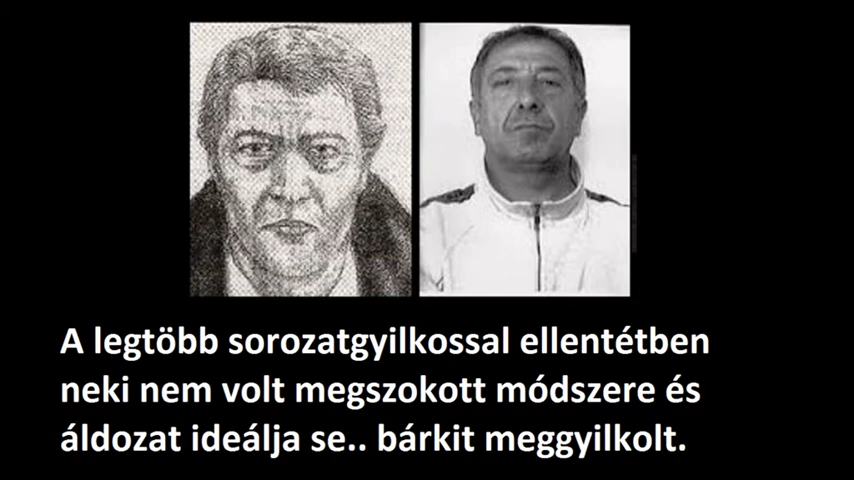 A legtöbb sorozatgyilkossal ellentétben
neki nem volt megszokott módszere és
áldozat ideálja se.. bárkit meggyilkolt.